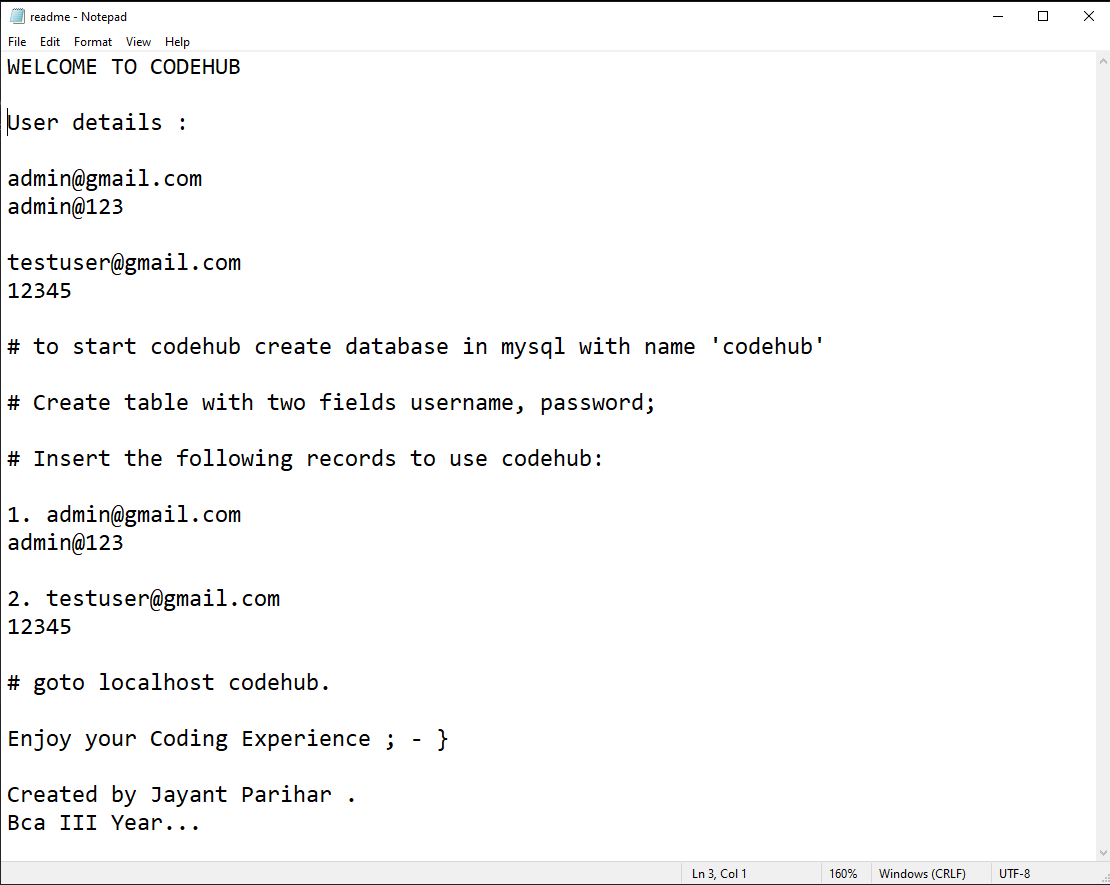 readme - Notepad
File Edit Format View Help
WELCOME TO CODEHUB
User details :
admin@gmail.com
admin@123
testuser@gmail.com
12345
# to start codehub create database in mysql with name 'codehub'
# Create table with two fields username, password;
# Insert the following records to use codehub:
1. admin@gmail.com
admin@123
2. testuser@gmail.com
12345
# goto localhost codehub.
Enjoy your Coding Experience ; - }
Created by Jayant Parihar .
Bca III Year...
Ln 3, Col 1 160% Windows (CRLF) UTF-8